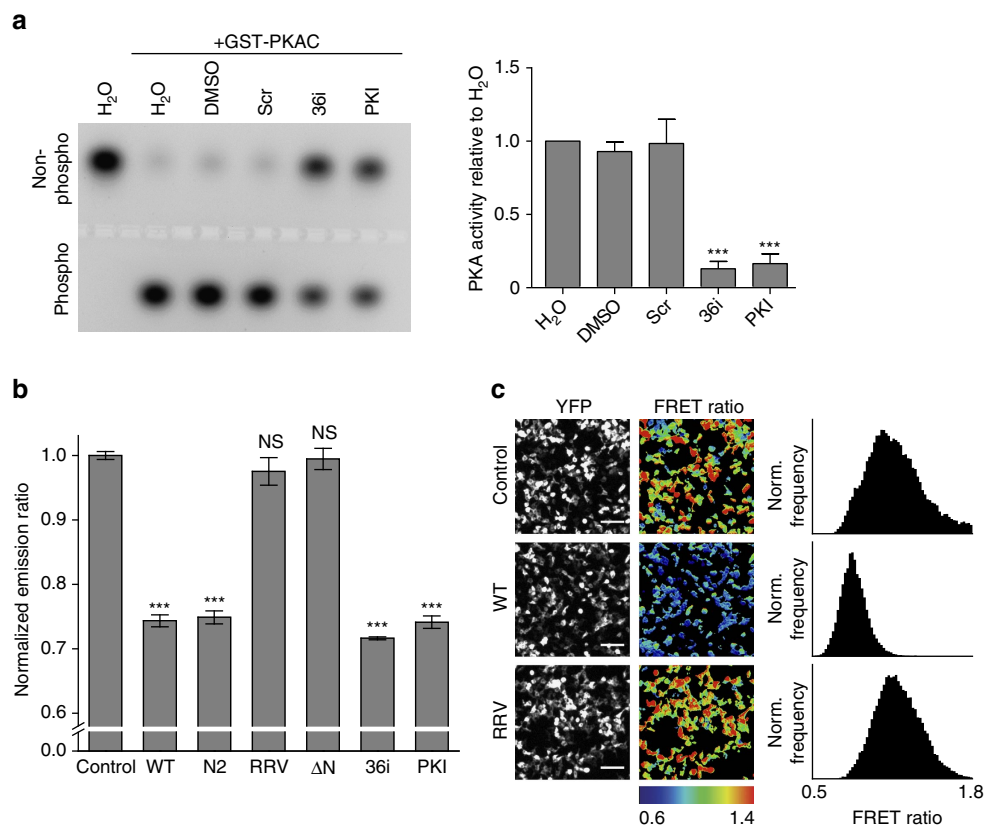 a
+GST-PKAC
H₂O
H₂O
DMSO
Scr
36i
PKI
Non-
phospho
Phospho
PKA activity relative to H₂O
1.5
1.0
0.5
0
***
***
H₂O
DMSO
Scr
36i
PKI
b
Normalized emission ratio
1.0
0.9
0.8
0.7
0.6
0.0
***
***
NS
NS
***
***
Control
WT
N2
RRV
ΔN
36i
PKI
c
YFP
FRET ratio
Control
WT
RRV
0.6
1.4
Norm.
frequency
Norm.
frequency
Norm.
frequency
0.5
1.8
FRET ratio